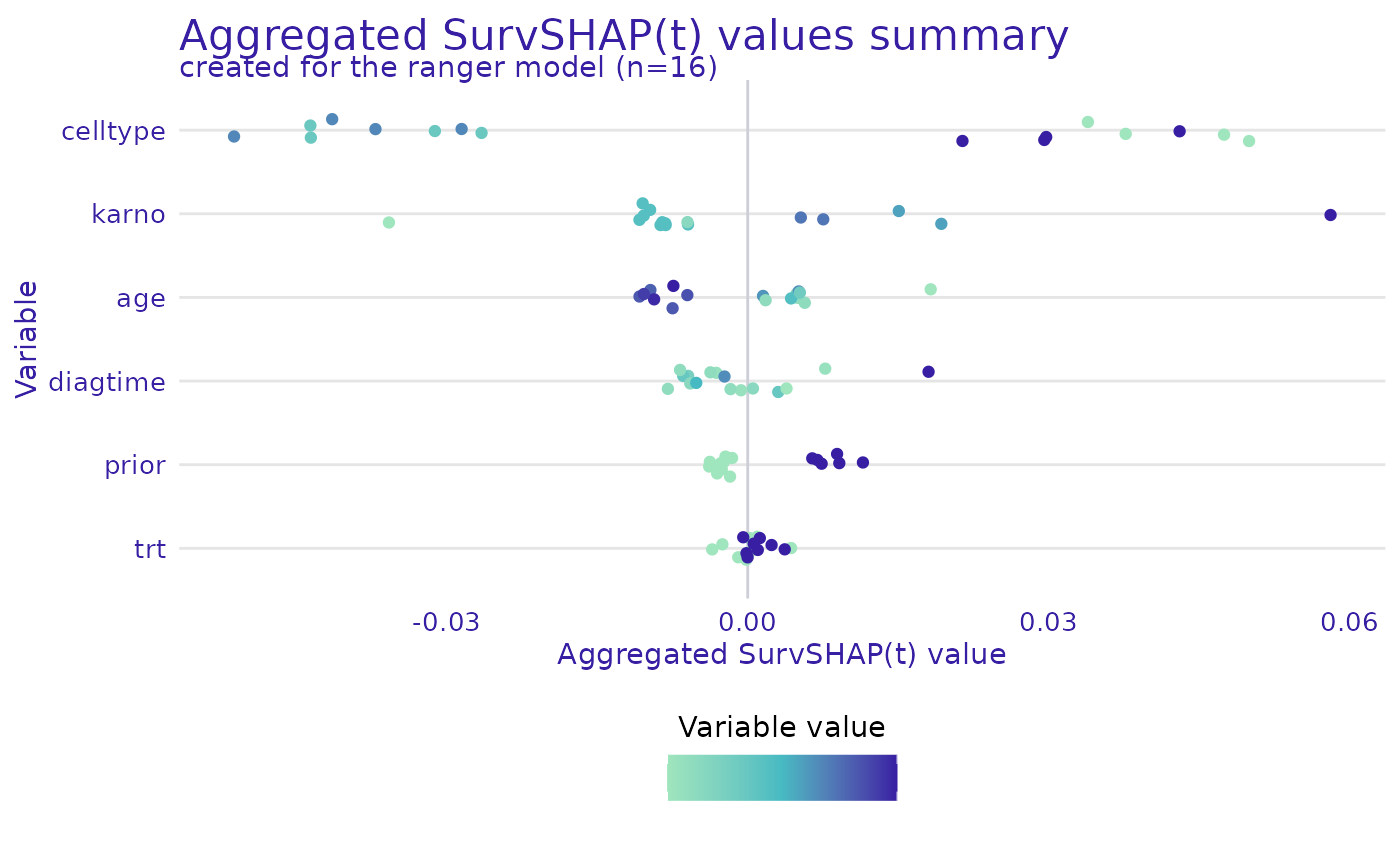 Aggregated SurvSHAP(t) values summary
created for the ranger model (n=16)
Variable
celltype
karno
age
diagtime
prior
trt
-0.03 0.00 0.03 0.06
Aggregated SurvSHAP(t) value
Variable value